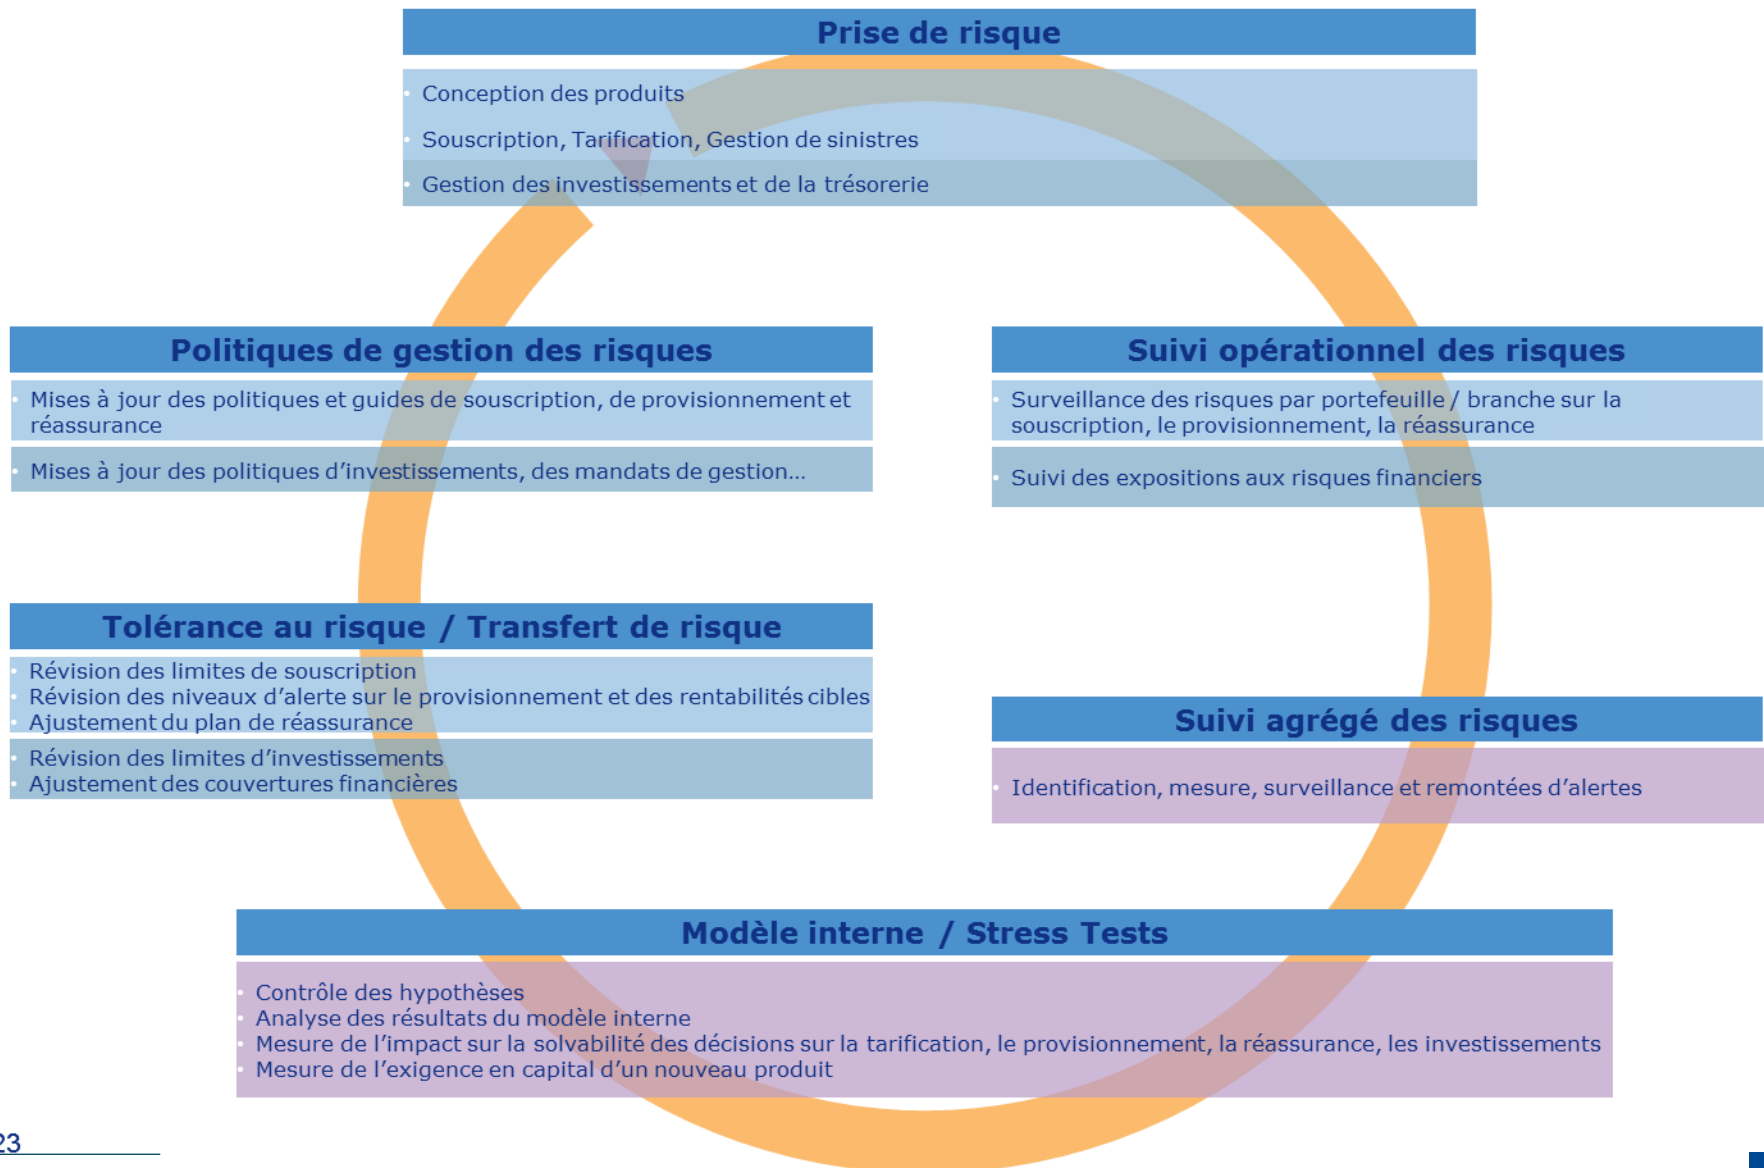 Prise de risque
• Conception des produits
• Souscription, Tarification, Gestion de sinistres
• Gestion des investissements et de la trésorerie
Politiques de gestion des risques
• Mises à jour des politiques et guides de souscription, de provisionnement et
réassurance
• Mises à jour des politiques d’investissements, des mandats de gestion…
Suivi opérationnel des risques
• Surveillance des risques par portefeuille / branche sur la
souscription, le provisionnement, la réassurance
• Suivi des expositions aux risques financiers
Tolérance au risque / Transfert de risque
• Révision des limites de souscription
• Révision des niveaux d’alerte sur le provisionnement et des rentabilités cibles
• Ajustement du plan de réassurance
• Révision des limites d’investissements
• Ajustement des couvertures financières
Suivi agrégé des risques
• Identification, mesure, surveillance et remontées d’alertes
Modèle interne / Stress Tests
• Contrôle des hypothèses
• Analyse des résultats du modèle interne
• Mesure de l’impact sur la solvabilité des décisions sur la tarification, le provisionnement, la réassurance, les investissements
• Mesure de l’exigence en capital d’un nouveau produit
23